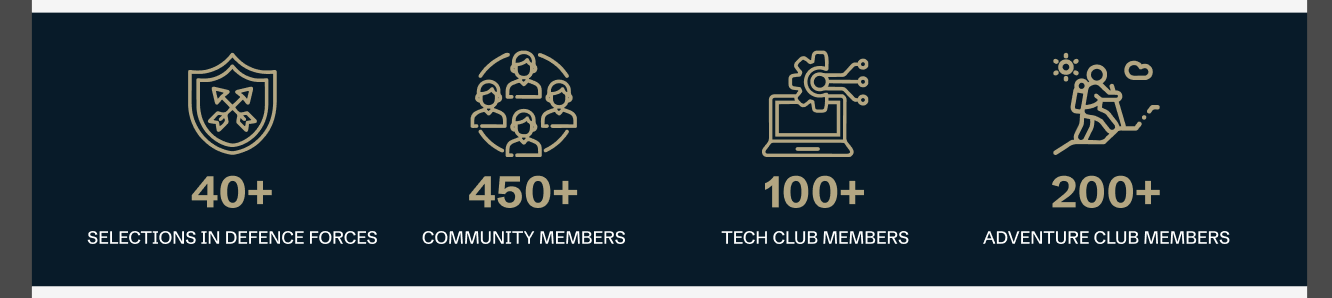 40+ 450+ 100+ 200+
SELECTIONS IN DEFENCE FORCES COMMUNITY MEMBERS TECH CLUB MEMBERS ADVENTURE CLUB MEMBERS